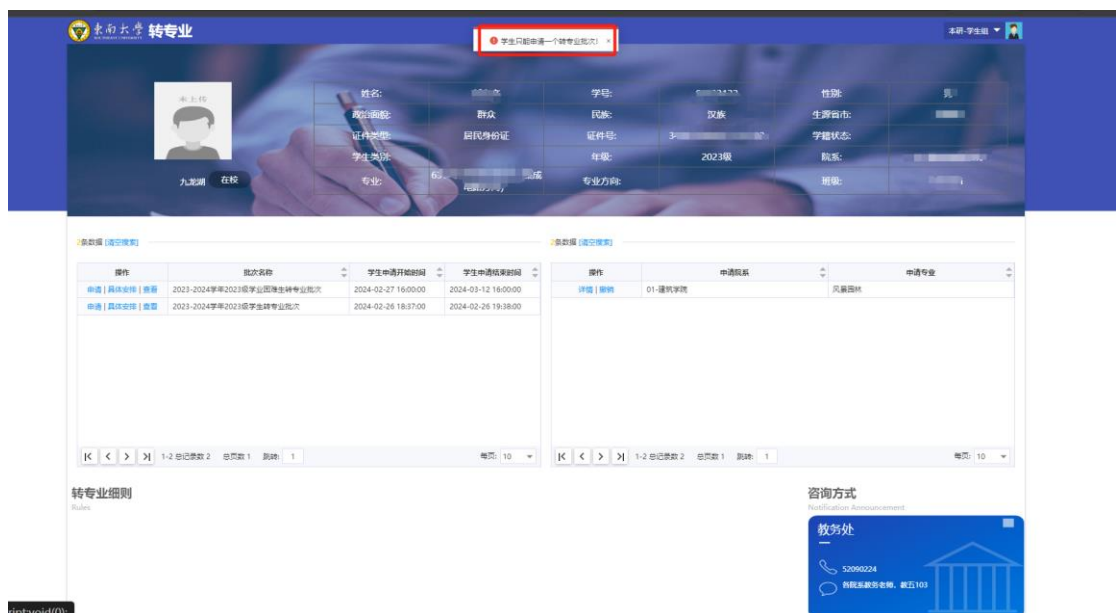 东南大学 转专业
学生只能申请一个转专业批次! ×
本研-学生组
未上传
九龙湖 在校
姓名: 学号: 性别: 男
政治面貌: 群众 民族: 汉族 生源省市:
证件类型: 居民身份证 证件号: 学籍状态:
学生类别: 年级: 2023级 院系:
专业: 专业方向: 班级:
2条数据 [清空搜索]
操作 批次名称 学生申请开始时间 学生申请结束时间
申请 | 具体安排 | 查看 2023-2024学年2023级学业困难生转专业批次 2024-02-27 16:00:00 2024-03-12 16:00:00
申请 | 具体安排 | 查看 2023-2024学年2023级学生转专业批次 2024-02-26 18:37:00 2024-02-26 19:38:00
1-2 总记录数 2 总页数 1 跳转: 1 每页: 10
2条数据 [清空搜索]
操作 申请院系 申请专业
详情 | 撤销 01-建筑学院 风景园林
1-2 总记录数 2 总页数 1 跳转: 1 每页: 10
转专业细则
Rules
咨询方式
Notification Announcement
教务处
52090224
各院系教务老师、教五103
ript:void(0);